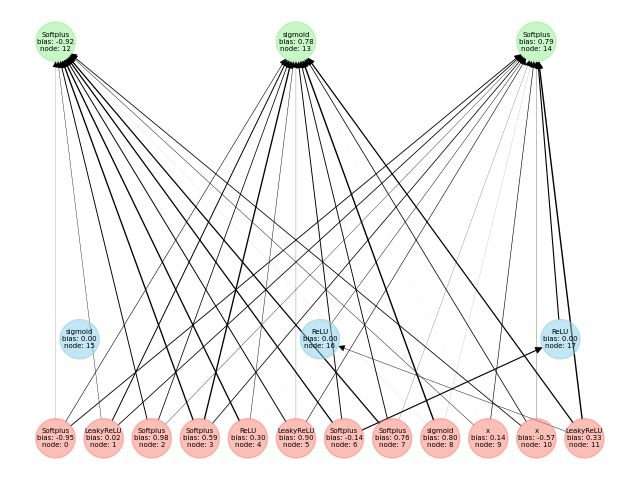 Softplus
bias: -0.92
node: 12
sigmoid
bias: 0.78
node: 13
Softplus
bias: 0.79
node: 14
sigmoid
bias: 0.00
node: 15
ReLU
bias: 0.00
node: 16
ReLU
bias: 0.00
node: 17
Softplus
bias: -0.95
node: 0
LeakyReLU
bias: 0.02
node: 1
Softplus
bias: 0.98
node: 2
Softplus
bias: 0.59
node: 3
ReLU
bias: 0.30
node: 4
LeakyReLU
bias: 0.90
node: 5
Softplus
bias: -0.14
node: 6
Softplus
bias: 0.76
node: 7
sigmoid
bias: 0.80
node: 8
x
bias: 0.14
node: 9
x
bias: -0.57
node: 10
LeakyReLU
bias: 0.33
node: 11